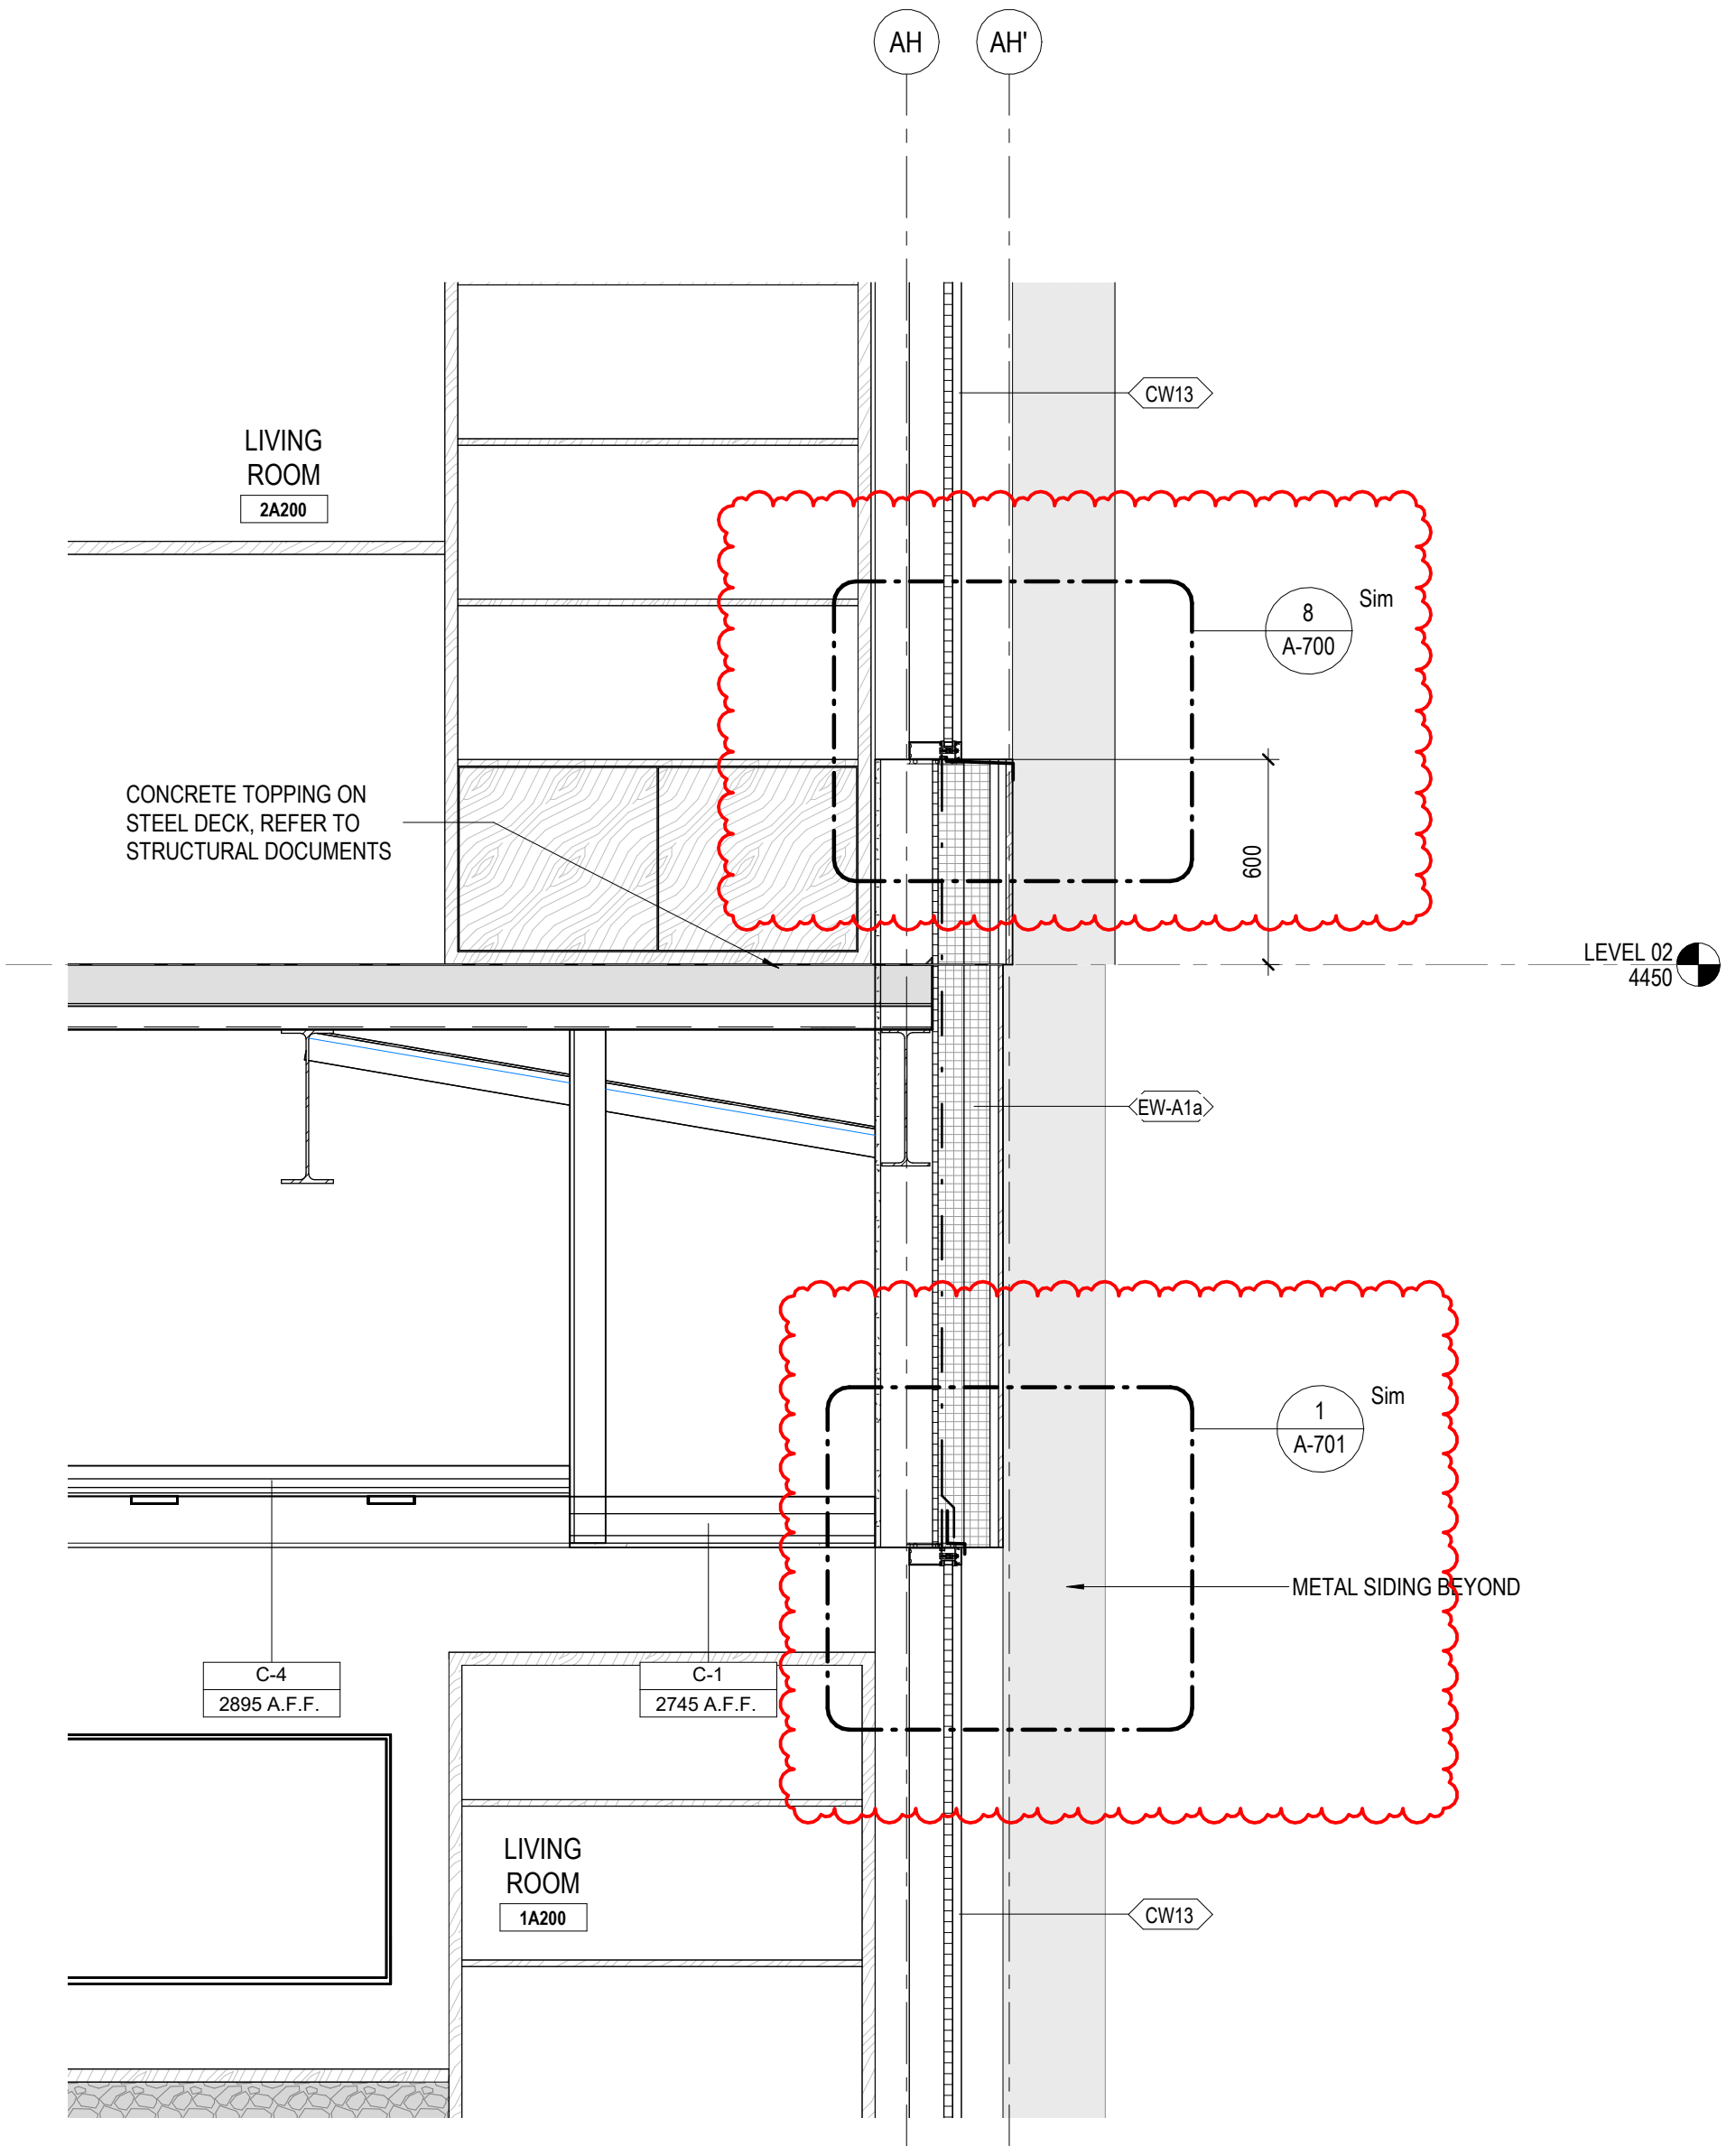 AH
AH'
CW13
LIVING
ROOM
2A200
8
A-700
Sim
CONCRETE TOPPING ON
STEEL DECK, REFER TO
STRUCTURAL DOCUMENTS
600
LEVEL 02
4450
EW-A1a
1
A-701
Sim
METAL SIDING BEYOND
C-4
2895 A.F.F.
C-1
2745 A.F.F.
LIVING
ROOM
1A200
CW13